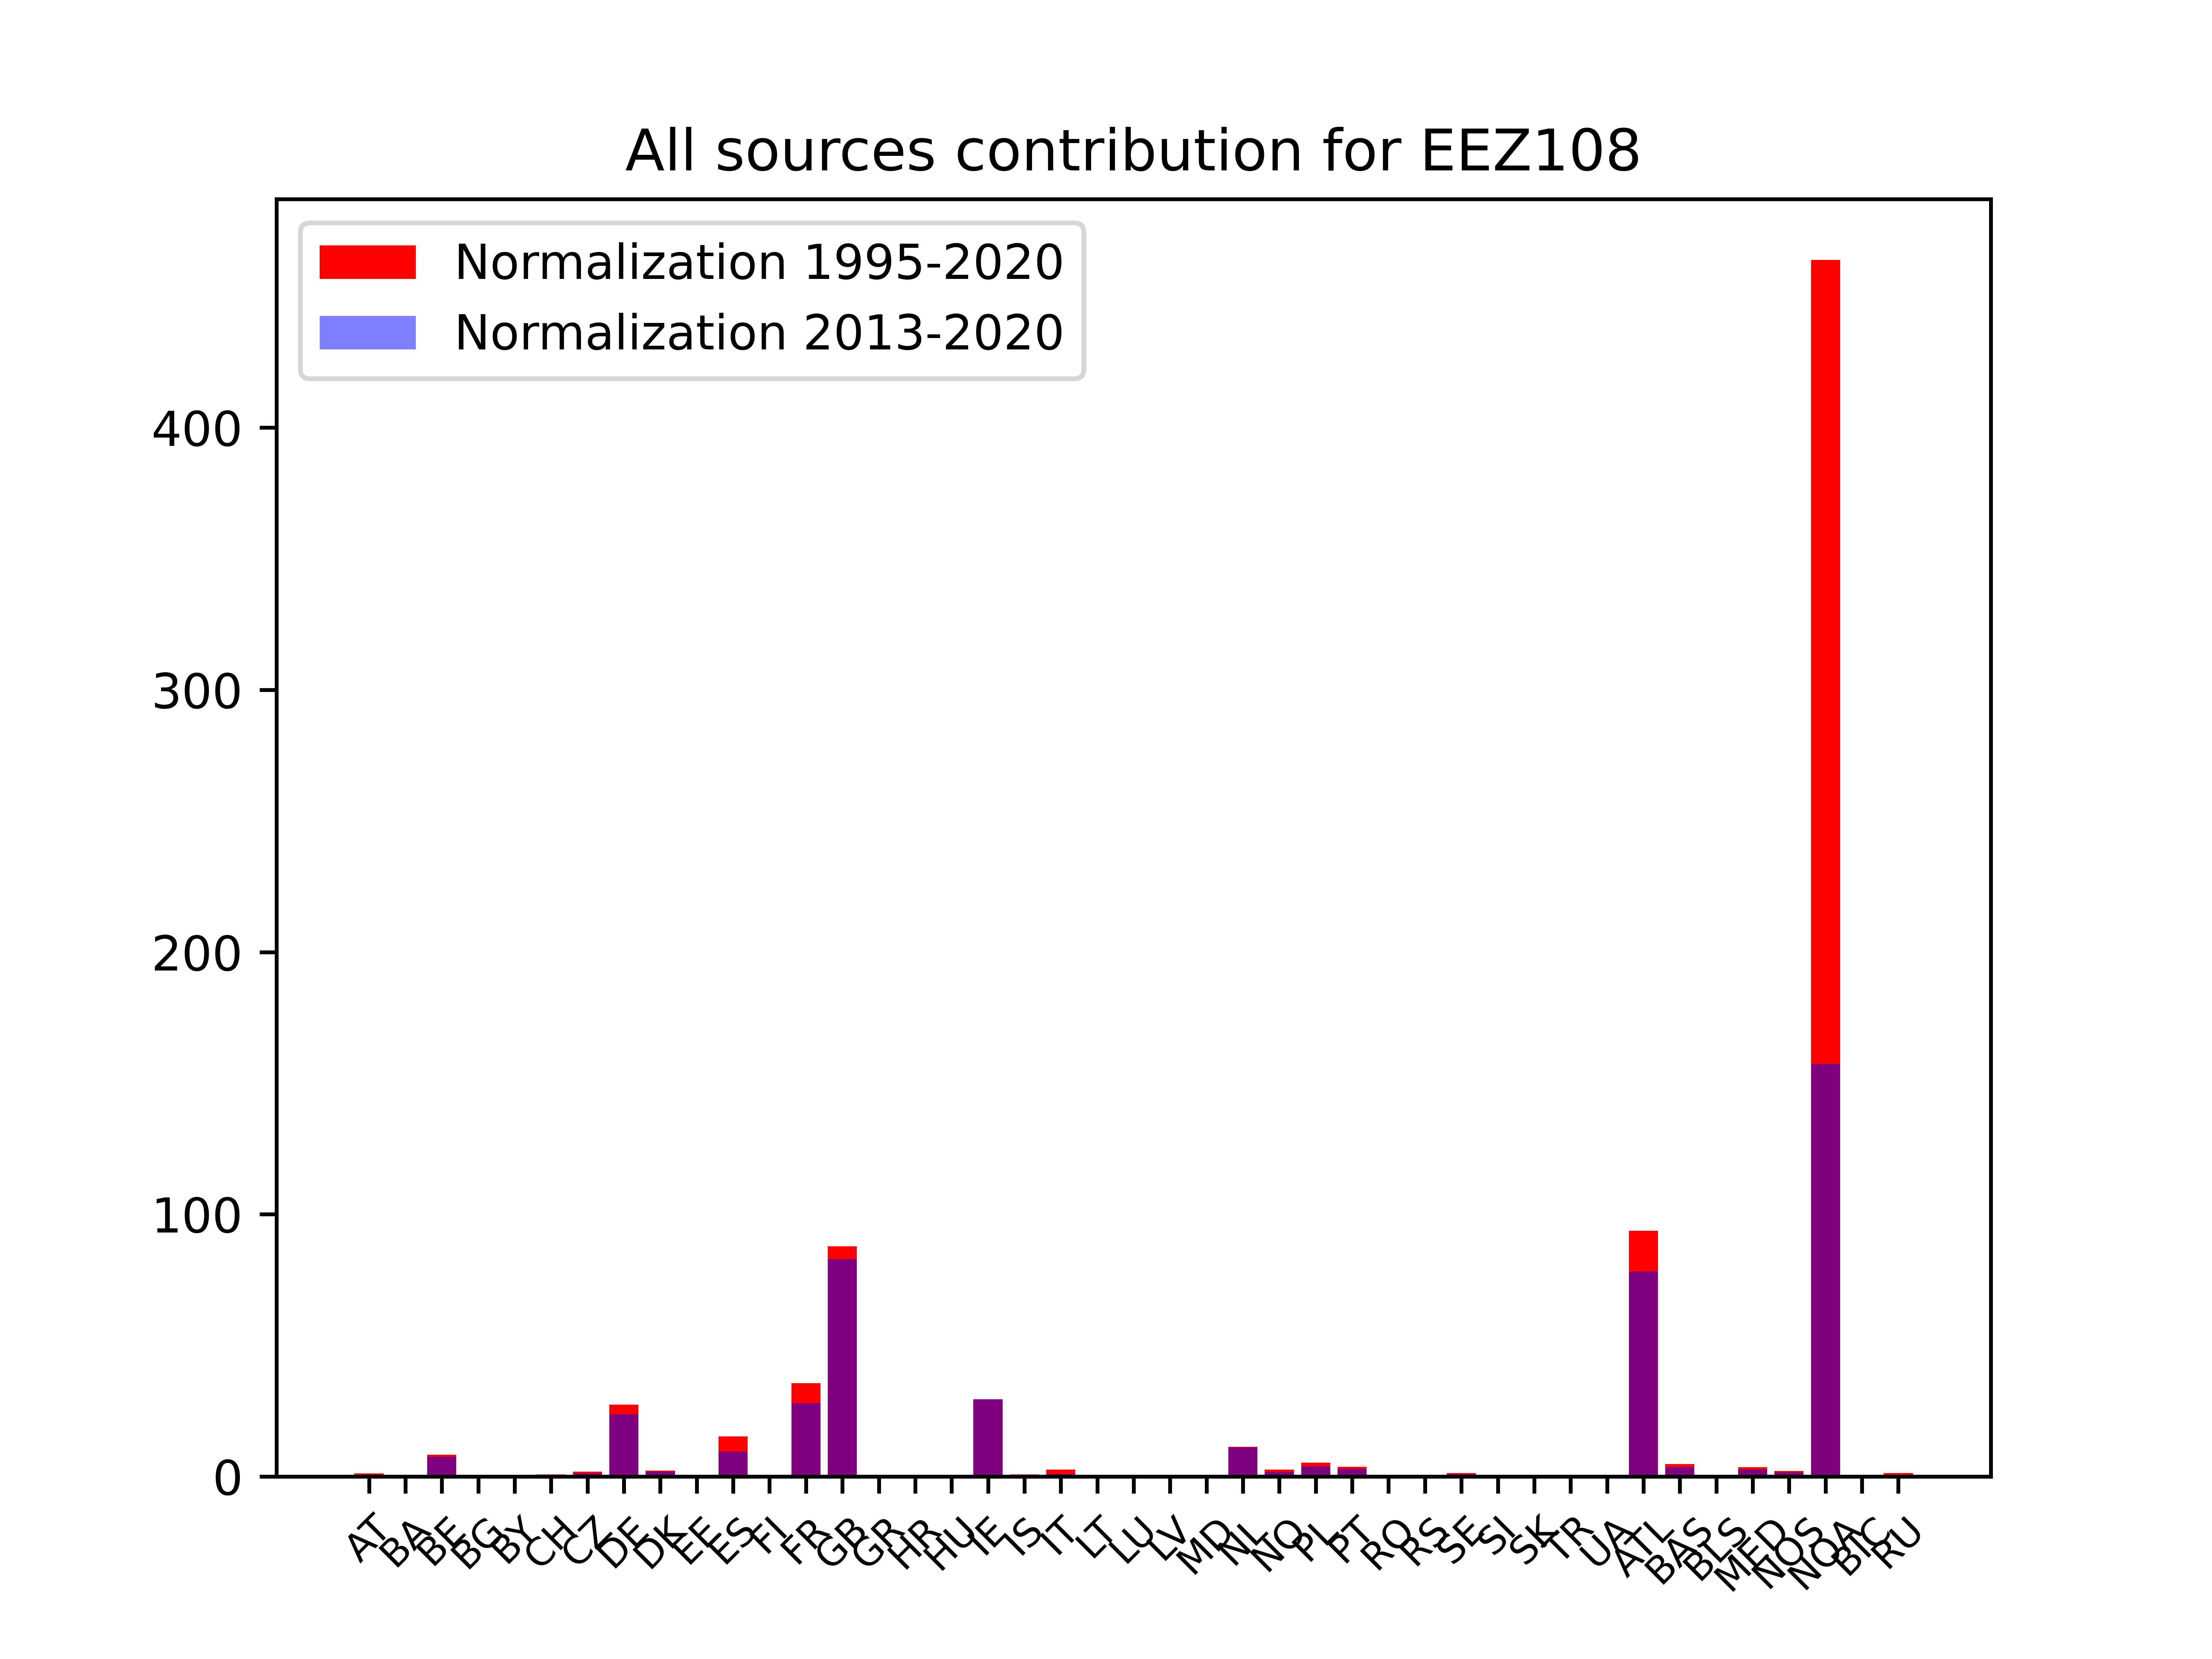 All sources contribution for EEZ108
Normalization 1995-2020
Normalization 2013-2020
400
300
200
100
0
AT BA BE BG BY CH CZ DE DK EE ES FI FR GB GR HR HU IE IS IT LT LU LV MD NL NO PL PT RO RS SE SI SK TR UA ATL BAS BLS MED NOS NOA BIC RU